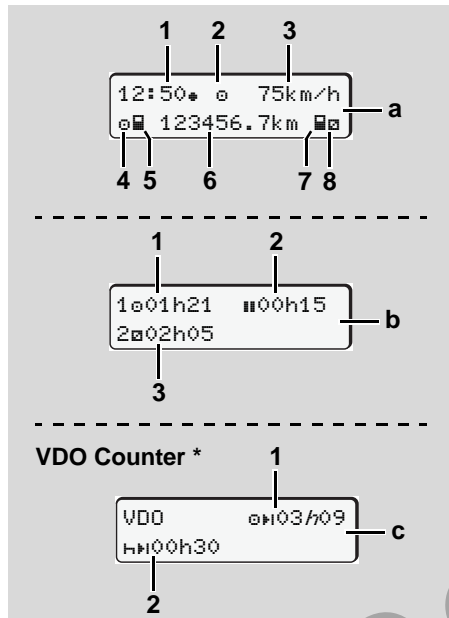 1 2 3
12:50● ⊙ 75km/h
a
⊙ 123456.7km
4 5 6 7 8
1 2
1⊙01h21 00h15
b
2 02h05
3
VDO Counter * 1
VDO ⊙ 03h09
c
00h30
2